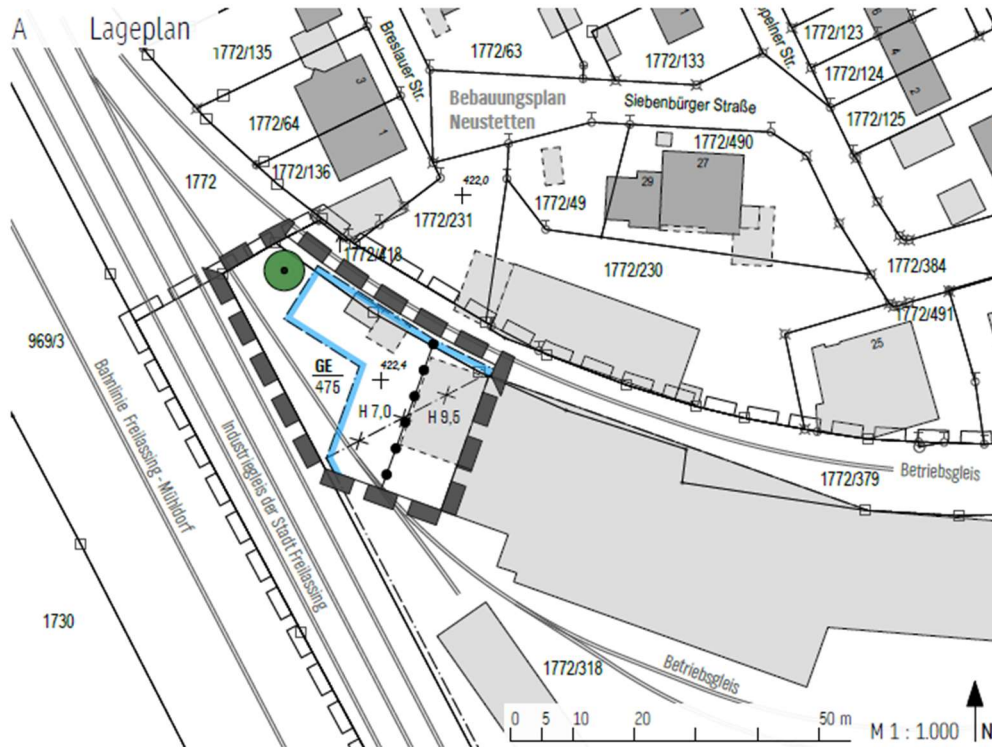 A Lageplan
1772/135
1772/63
1772/133
1772/123
1772/124
1772/125
Breslauer Str.
Bebauungsplan
Neustetten
Siebenbürger Straße
3
1
1
6
4
2
1772/64
1772/136
1772
1772/490
27
29
422,0
1772/49
1772/231
1772/418
1772/230
1772/384
1772/491
25
969/3
GE
475
422,4
H 7,0
H 9,5
Bahnlinie Freilassing - Mühldorf
Industriegleis der Stadt Freilassing
Betriebsgleis
1772/379
1730
1772/318
Betriebsgleis
0 5 10 20 50 m
M 1 : 1.000 N